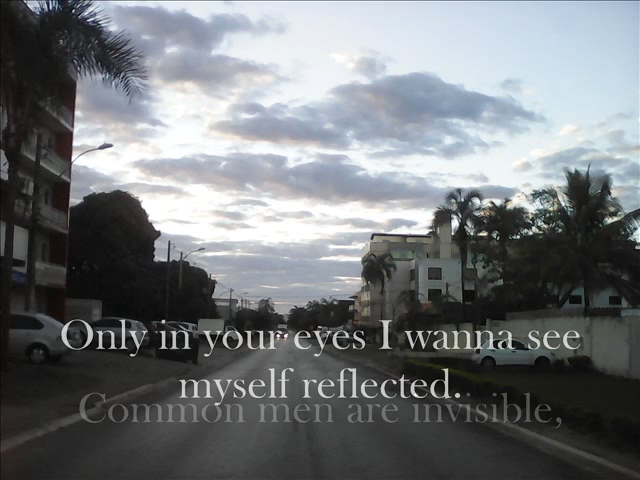 Only in your eyes I wanna see
myself reflected.
Common men are invisible,